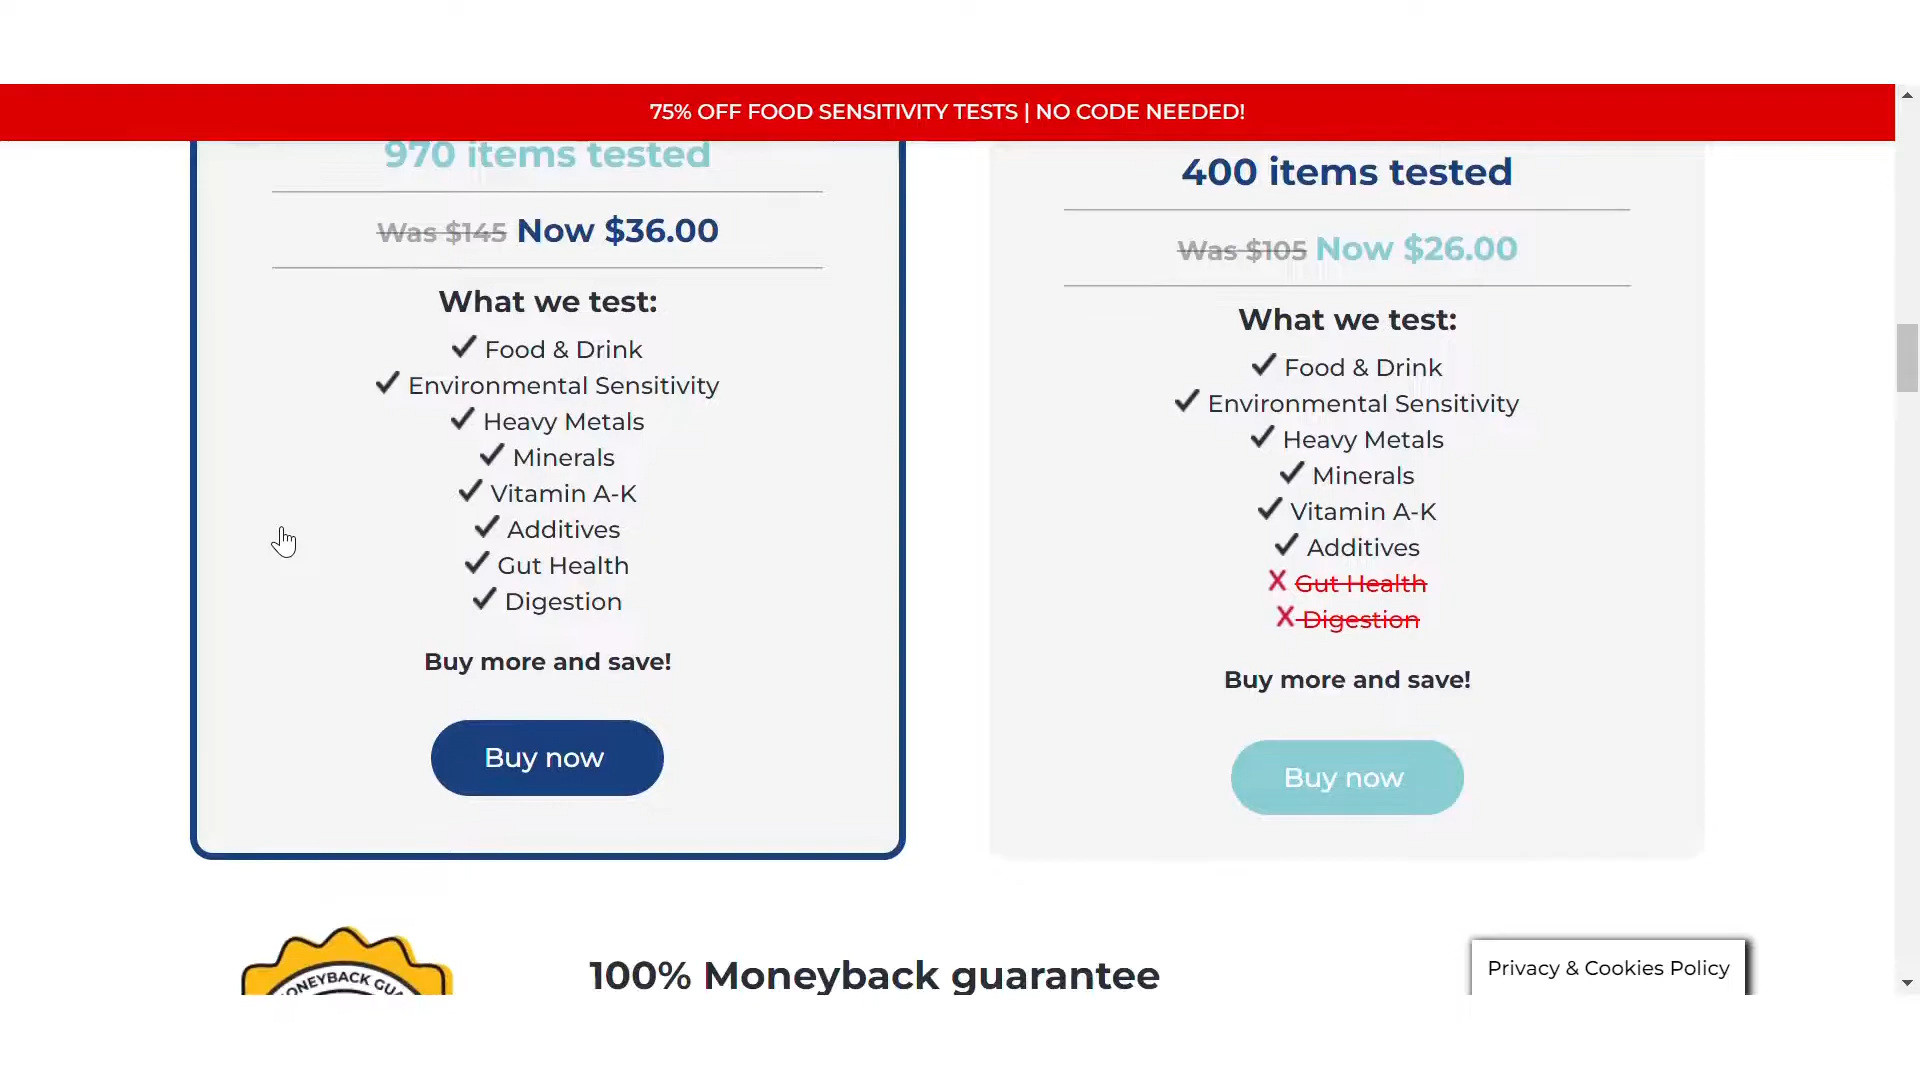 75% OFF FOOD SENSITIVITY TESTS | NO CODE NEEDED!
970 items tested
Was $145 Now $36.00
What we test:
Food & Drink
Environmental Sensitivity
Heavy Metals
Minerals
Vitamin A-K
Additives
Gut Health
Digestion
Buy more and save!
Buy now
400 items tested
Was $105 Now $26.00
What we test:
Food & Drink
Environmental Sensitivity
Heavy Metals
Minerals
Vitamin A-K
Additives
X Gut Health
X Digestion
Buy more and save!
Buy now
100% Moneyback guarantee
Privacy & Cookies Policy